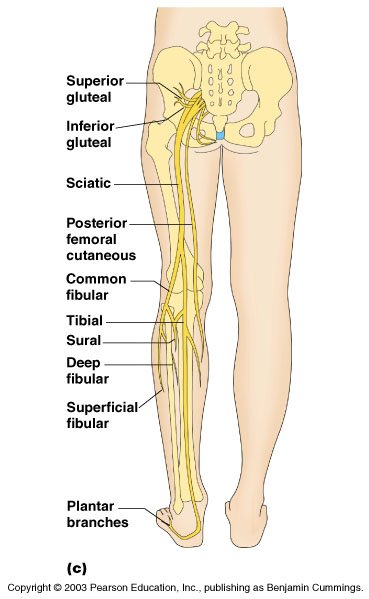 Superior
gluteal
Inferior
gluteal
Sciatic
Posterior
femoral
cutaneous
Common
fibular
Tibial
Sural
Deep
fibular
Superficial
fibular
Plantar
branches
(c)
Copyright © 2003 Pearson Education, Inc., publishing as Benjamin Cummings.